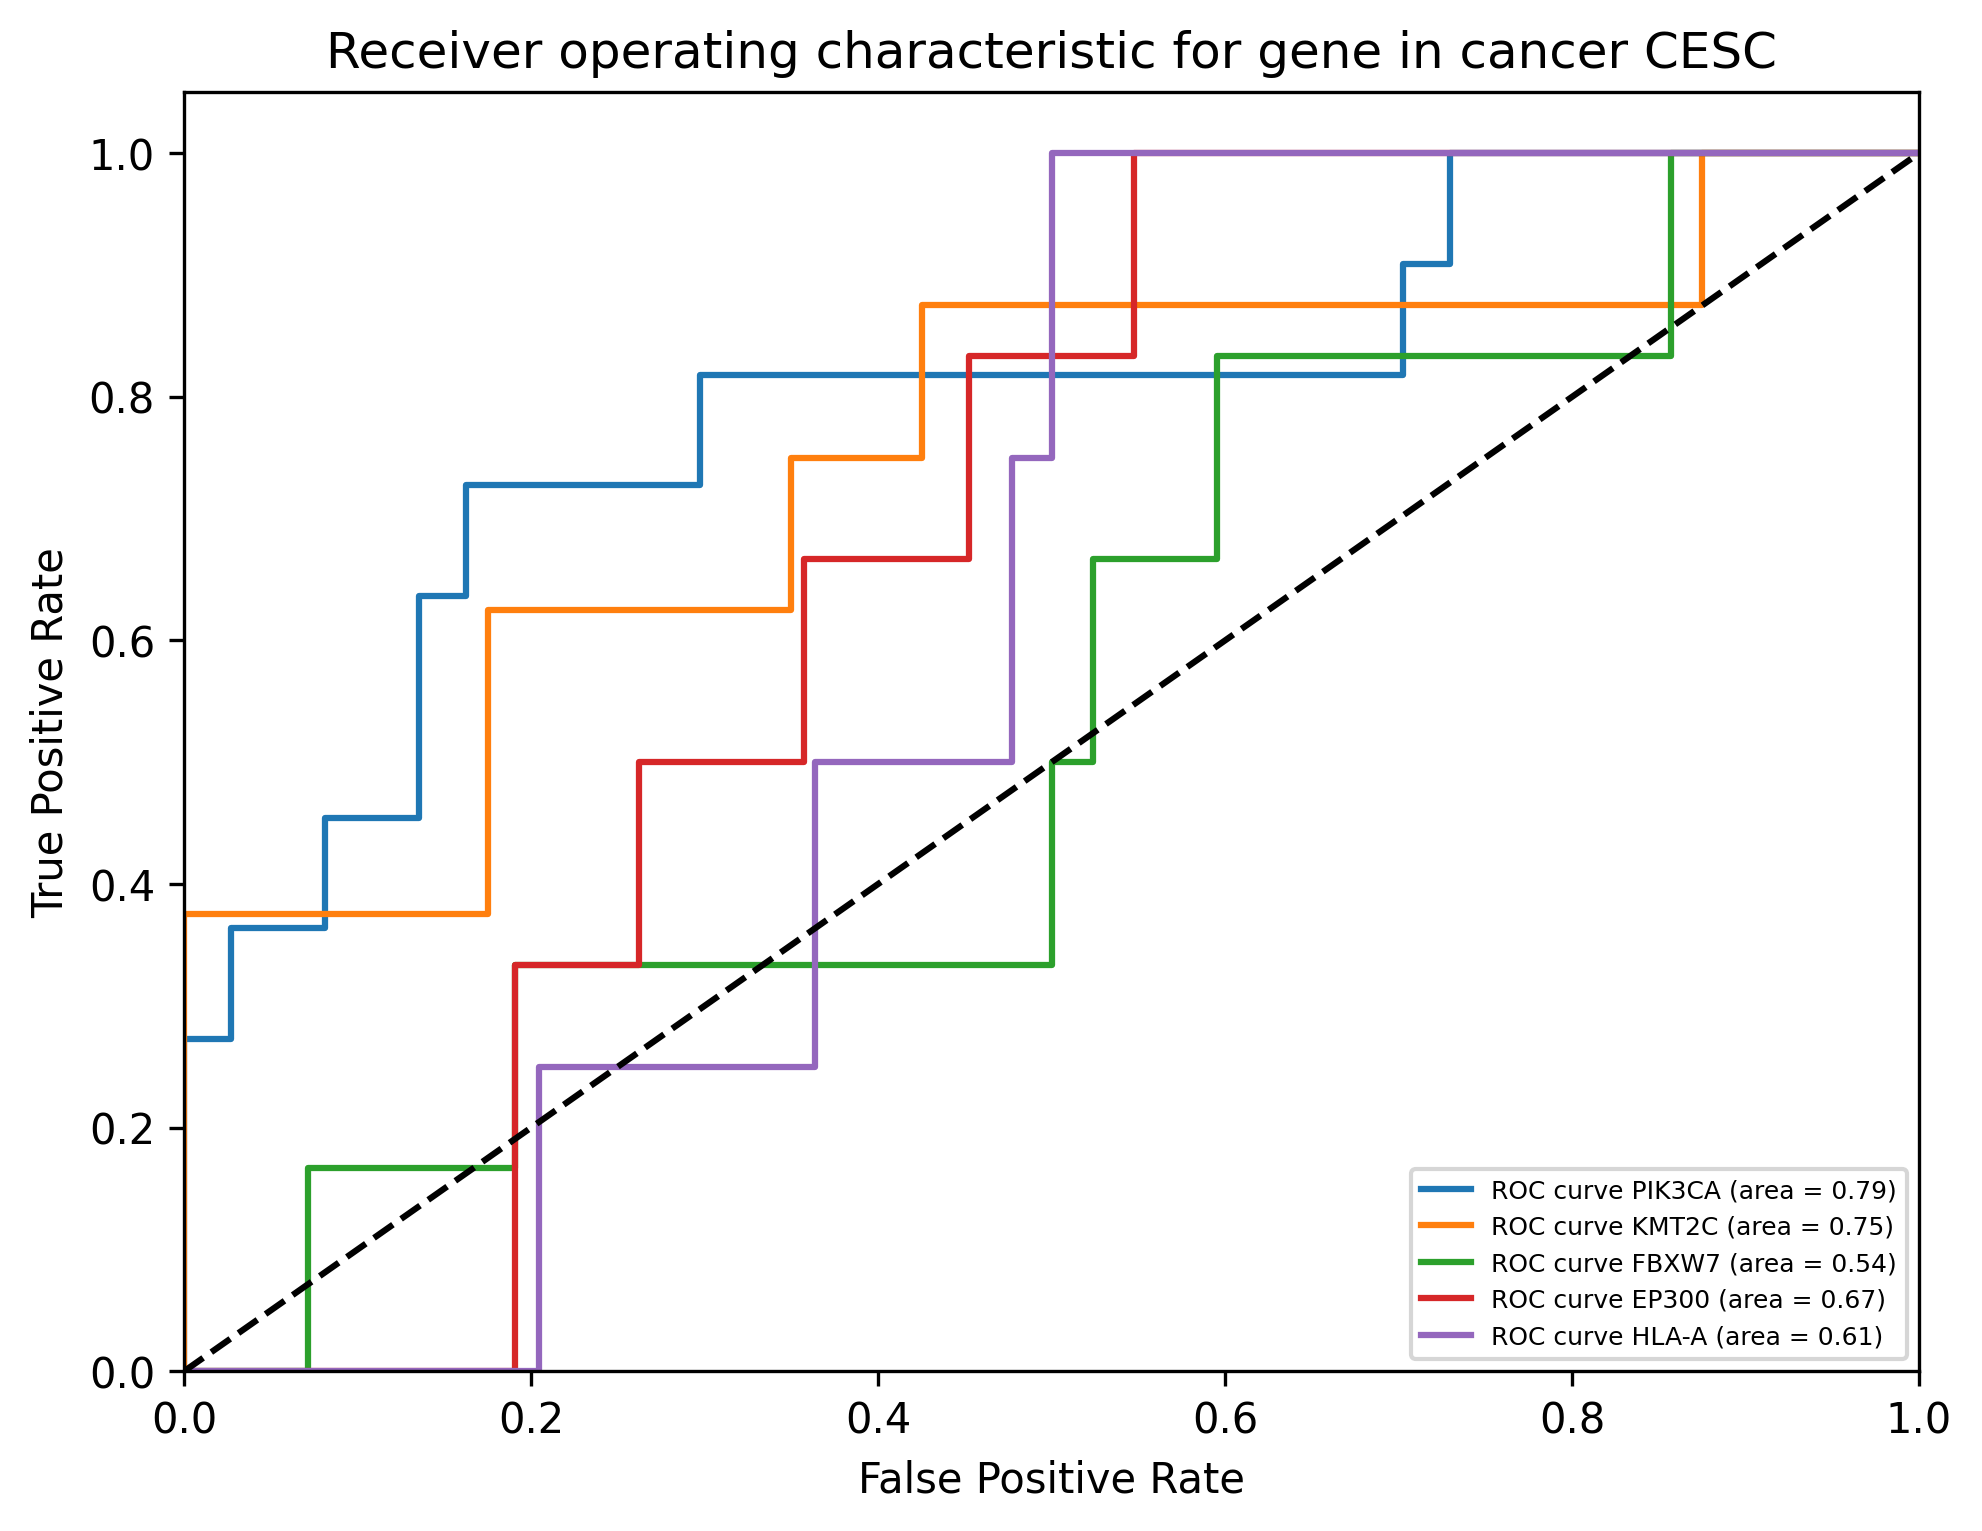 Receiver operating characteristic for gene in cancer CESC
True Positive Rate
1.0
0.8
0.6
0.4
0.2
0.0
0.0 0.2 0.4 0.6 0.8 1.0
False Positive Rate
ROC curve PIK3CA (area = 0.79)
ROC curve KMT2C (area = 0.75)
ROC curve FBXW7 (area = 0.54)
ROC curve EP300 (area = 0.67)
ROC curve HLA-A (area = 0.61)